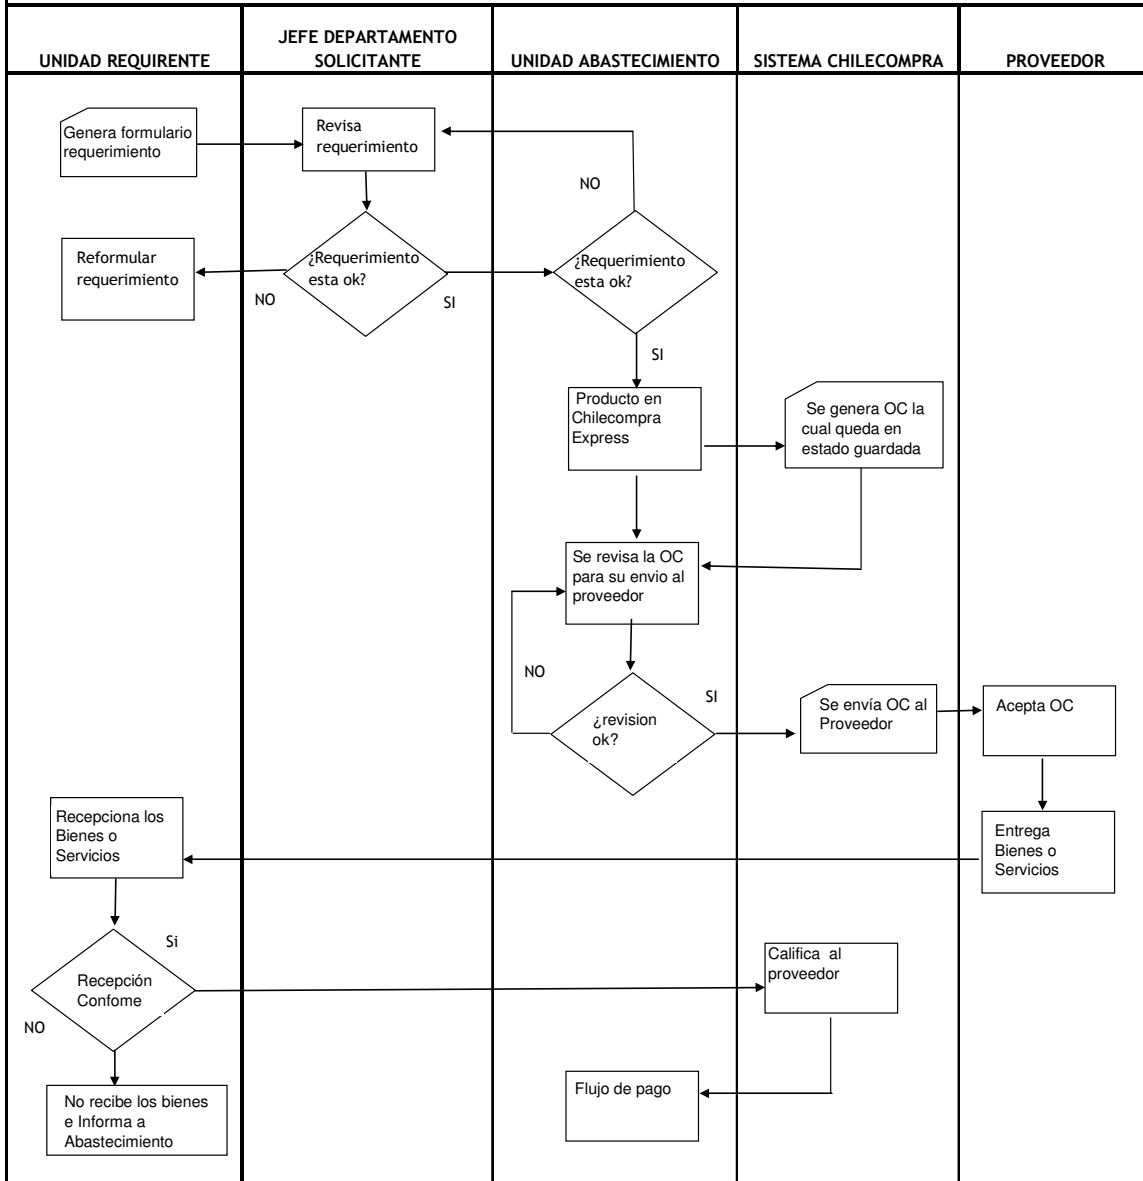 JEFE DEPARTAMENTO
UNIDAD REQUIRENTE
SOLICITANTE
UNIDAD ABASTECIMIENTO
SISTEMA CHILECOMPRA
PROVEEDOR
Genera formulario
requerimiento
Revisa
requerimiento
NO
Reformular
requerimiento
¿Requerimiento
esta ok?
¿Requerimiento
esta ok?
NO
SI
SI
Producto en
Chilecompra
Express
Se genera OC la
cual queda en
estado guardada
Se revisa la OC
para su envio al
proveedor
NO
SI
¿revision
ok?
Se envía OC al
Proveedor
Acepta OC
Recepciona los
Bienes o
Servicios
Entrega
Bienes o
Servicios
Si
Recepción
Confome
NO
Califica al
proveedor
No recibe los bienes
e Informa a
Abastecimiento
Flujo de pago